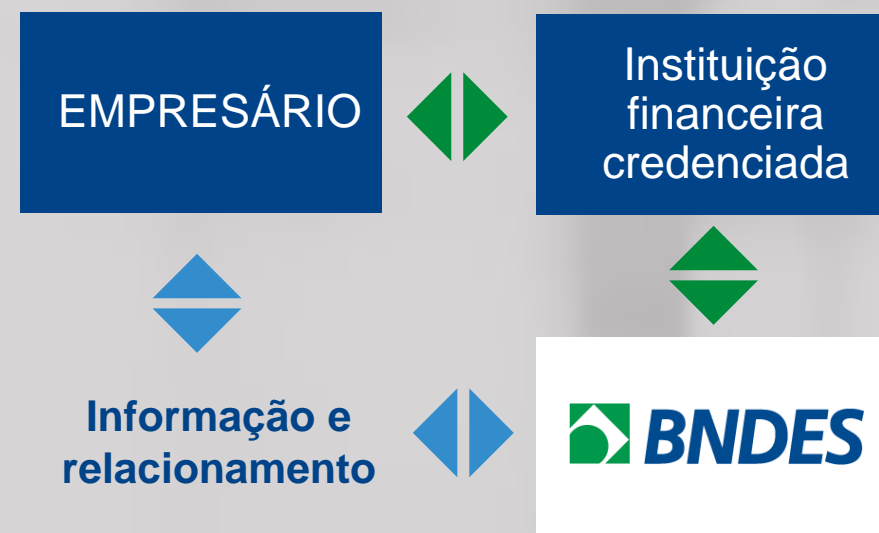 EMPRESÁRIO
Instituição
financeira
credenciada
Informação e
relacionamento
BNDES